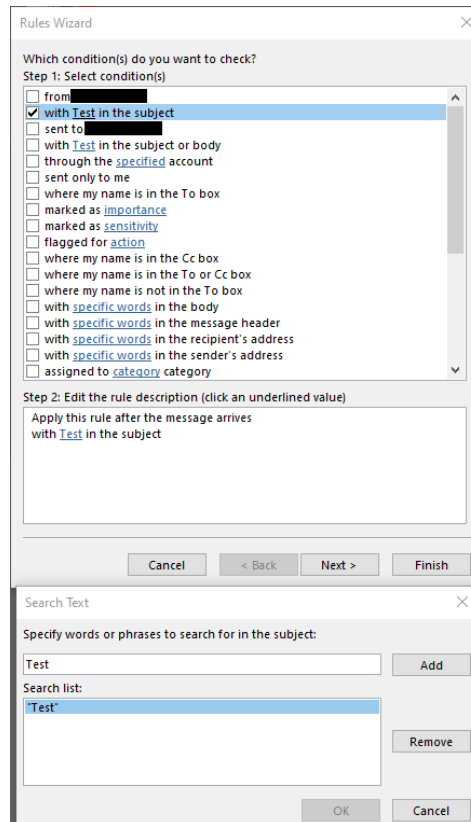 Rules Wizard
Which condition(s) do you want to check?
Step 1: Select condition(s)
from
with Test in the subject
sent to
with Test in the subject or body
through the specified account
sent only to me
where my name is in the To box
marked as importance
marked as sensitivity
flagged for action
where my name is in the Cc box
where my name is in the To or Cc box
where my name is not in the To box
with specific words in the body
with specific words in the message header
with specific words in the recipient's address
with specific words in the sender's address
assigned to category category
Step 2: Edit the rule description (click an underlined value)
Apply this rule after the message arrives
with Test in the subject
Cancel < Back Next > Finish
Search Text
Specify words or phrases to search for in the subject:
Test Add
Search list:
"Test"
Remove
OK Cancel